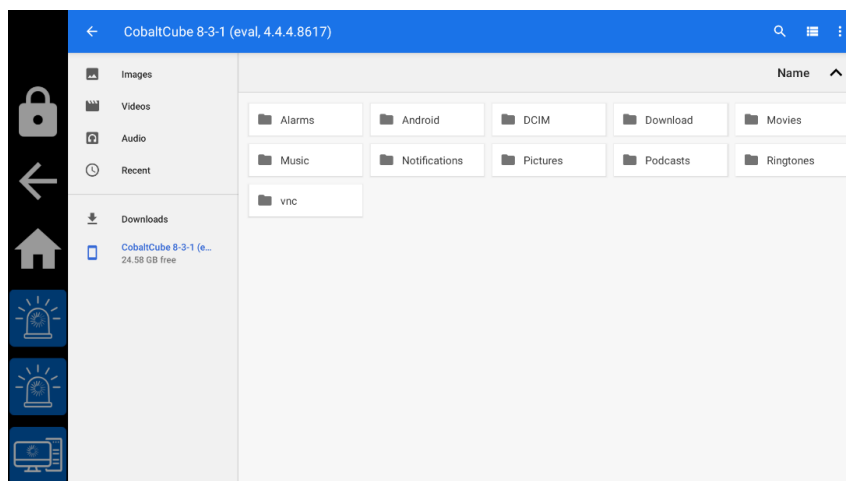 CobaltCube 8-3-1 (eval, 4.4.4.8617)
Images
Videos
Audio
Recent
Downloads
CobaltCube 8-3-1 (e...
24.58 GB free
Name
Alarms
Android
DCIM
Download
Movies
Music
Notifications
Pictures
Podcasts
Ringtones
vnc